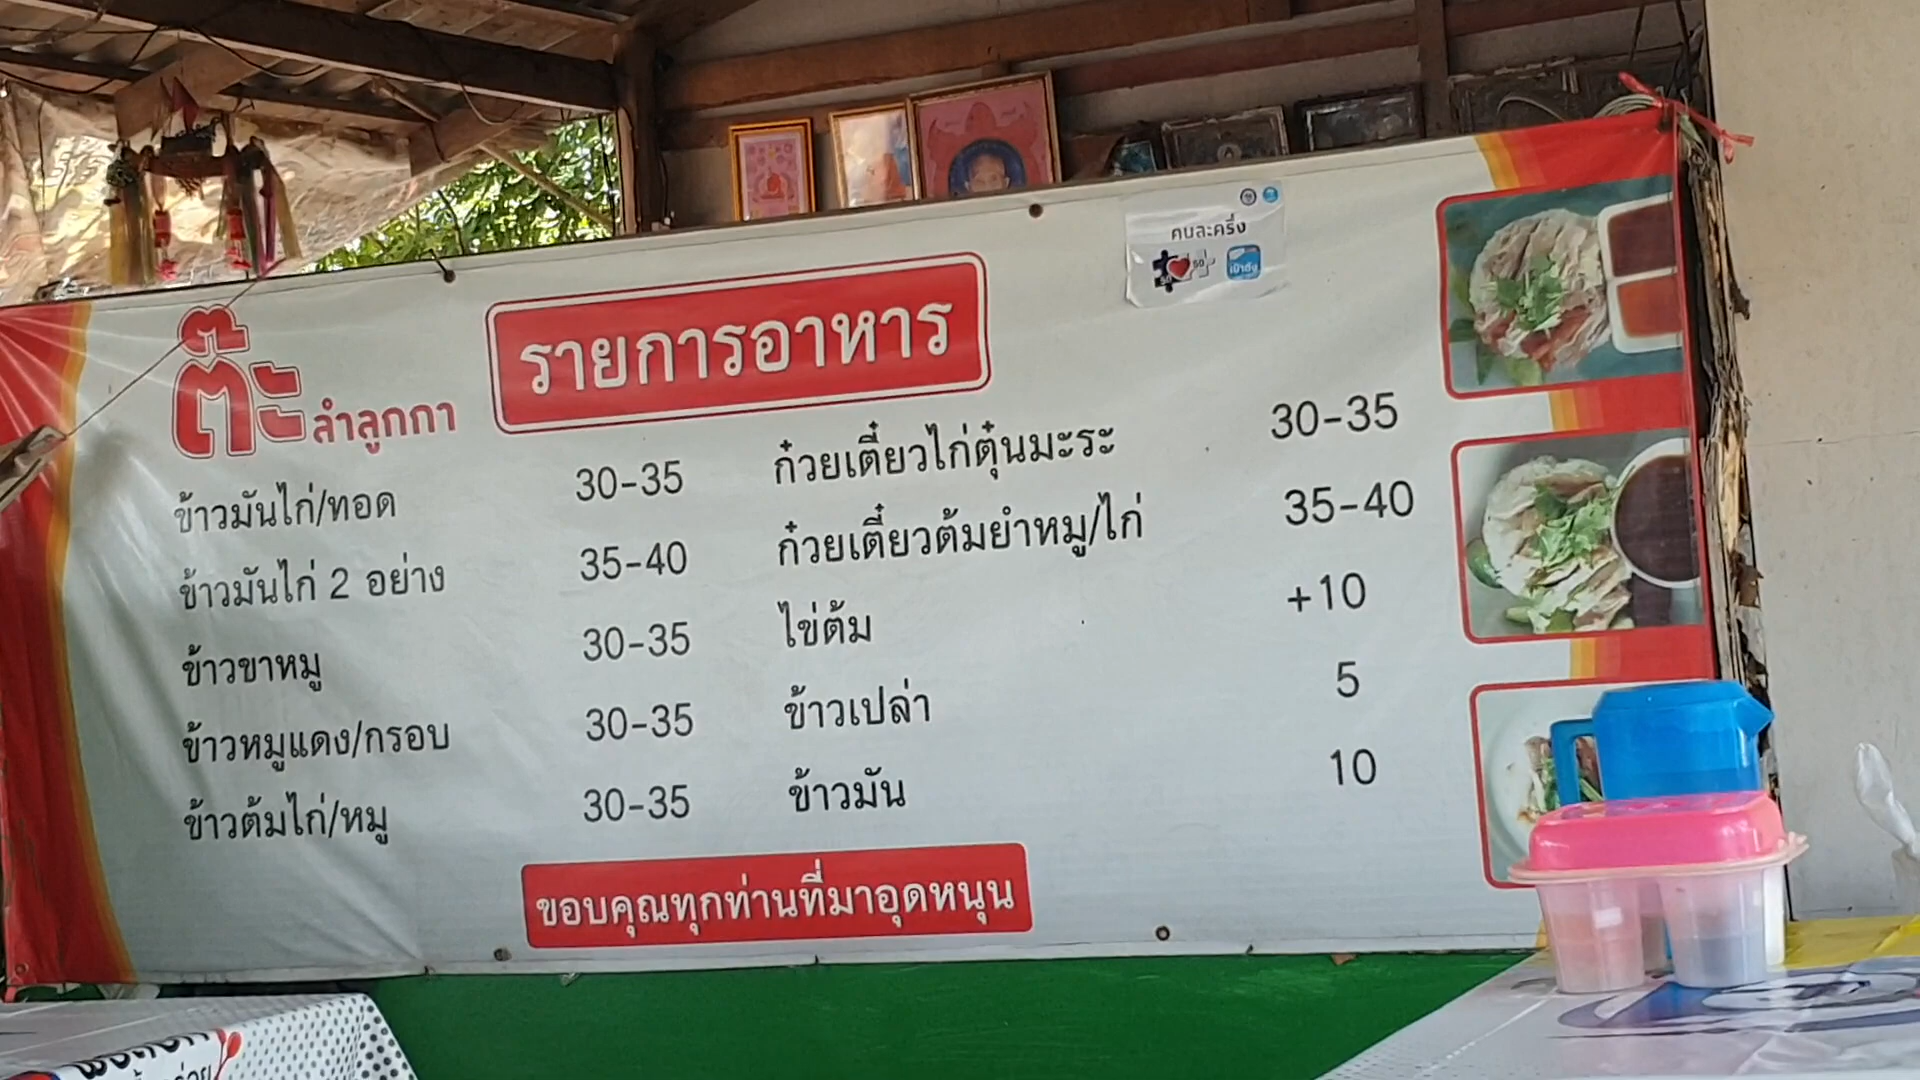 คนละครึ่ง
50
50
เป๋าตัง
ต๊ะ ลำลูกกา
รายการอาหาร
ข้าวมันไก่/ทอด 30-35
ข้าวมันไก่ 2 อย่าง 35-40
ข้าวขาหมู 30-35
ข้าวหมูแดง/กรอบ 30-35
ข้าวต้มไก่/หมู 30-35
ก๋วยเตี๋ยวไก่ตุ๋นมะระ 30-35
ก๋วยเตี๋ยวต้มยำหมู/ไก่ 35-40
ไข่ต้ม +10
ข้าวเปล่า 5
ข้าวมัน 10
ขอบคุณทุกท่านที่มาอุดหนุน